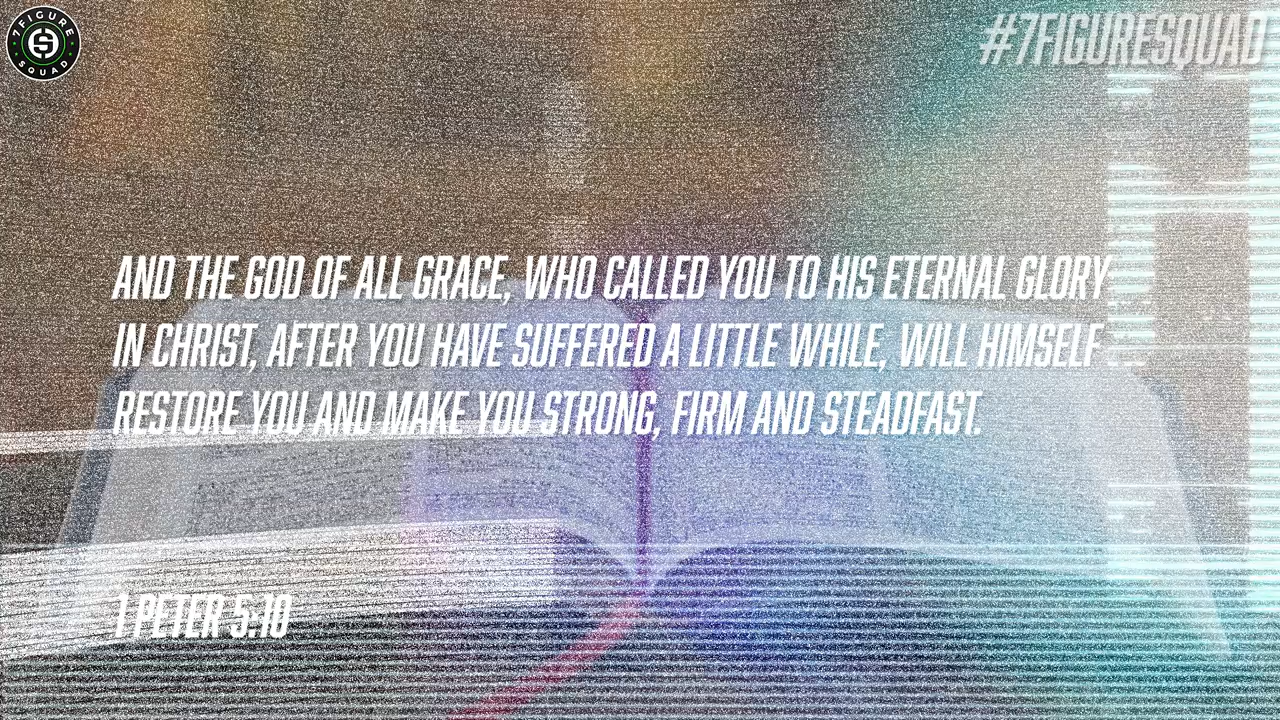 7FIGURE
SQUAD
#7FIGURESQUAD
AND THE GOD OF ALL GRACE, WHO CALLED YOU TO HIS ETERNAL GLORY
IN CHRIST, AFTER YOU HAVE SUFFERED A LITTLE WHILE, WILL HIMSELF
RESTORE YOU AND MAKE YOU STRONG, FIRM AND STEADFAST.
1 PETER 5:10